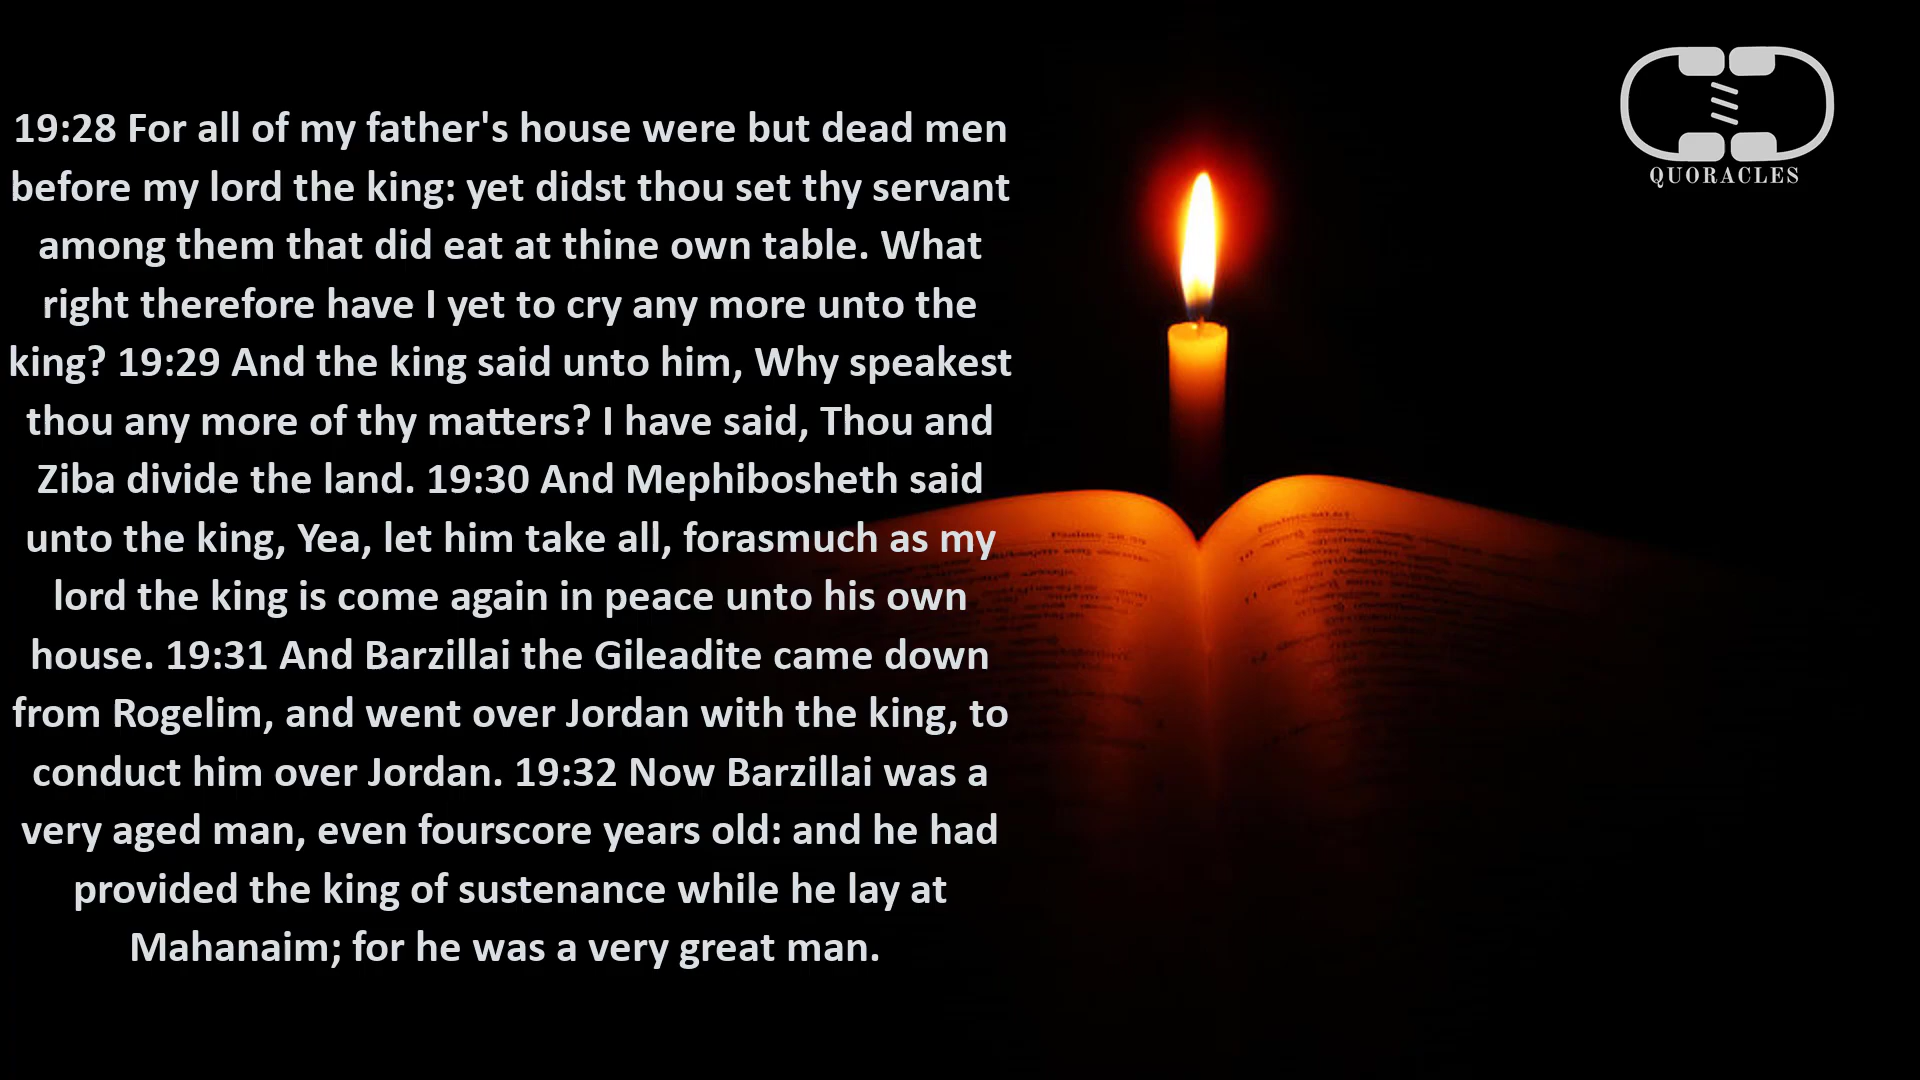 19:28 For all of my father's house were but dead men
before my lord the king: yet didst thou set thy servant
among them that did eat at thine own table. What
right therefore have I yet to cry any more unto the
king? 19:29 And the king said unto him, Why speakest
thou any more of thy matters? I have said, Thou and
Ziba divide the land. 19:30 And Mephibosheth said
unto the king, Yea, let him take all, forasmuch as my
lord the king is come again in peace unto his own
house. 19:31 And Barzillai the Gileadite came down
from Rogelim, and went over Jordan with the king, to
conduct him over Jordan. 19:32 Now Barzillai was a
very aged man, even fourscore years old: and he had
provided the king of sustenance while he lay at
Mahanaim; for he was a very great man.
QUORACLES